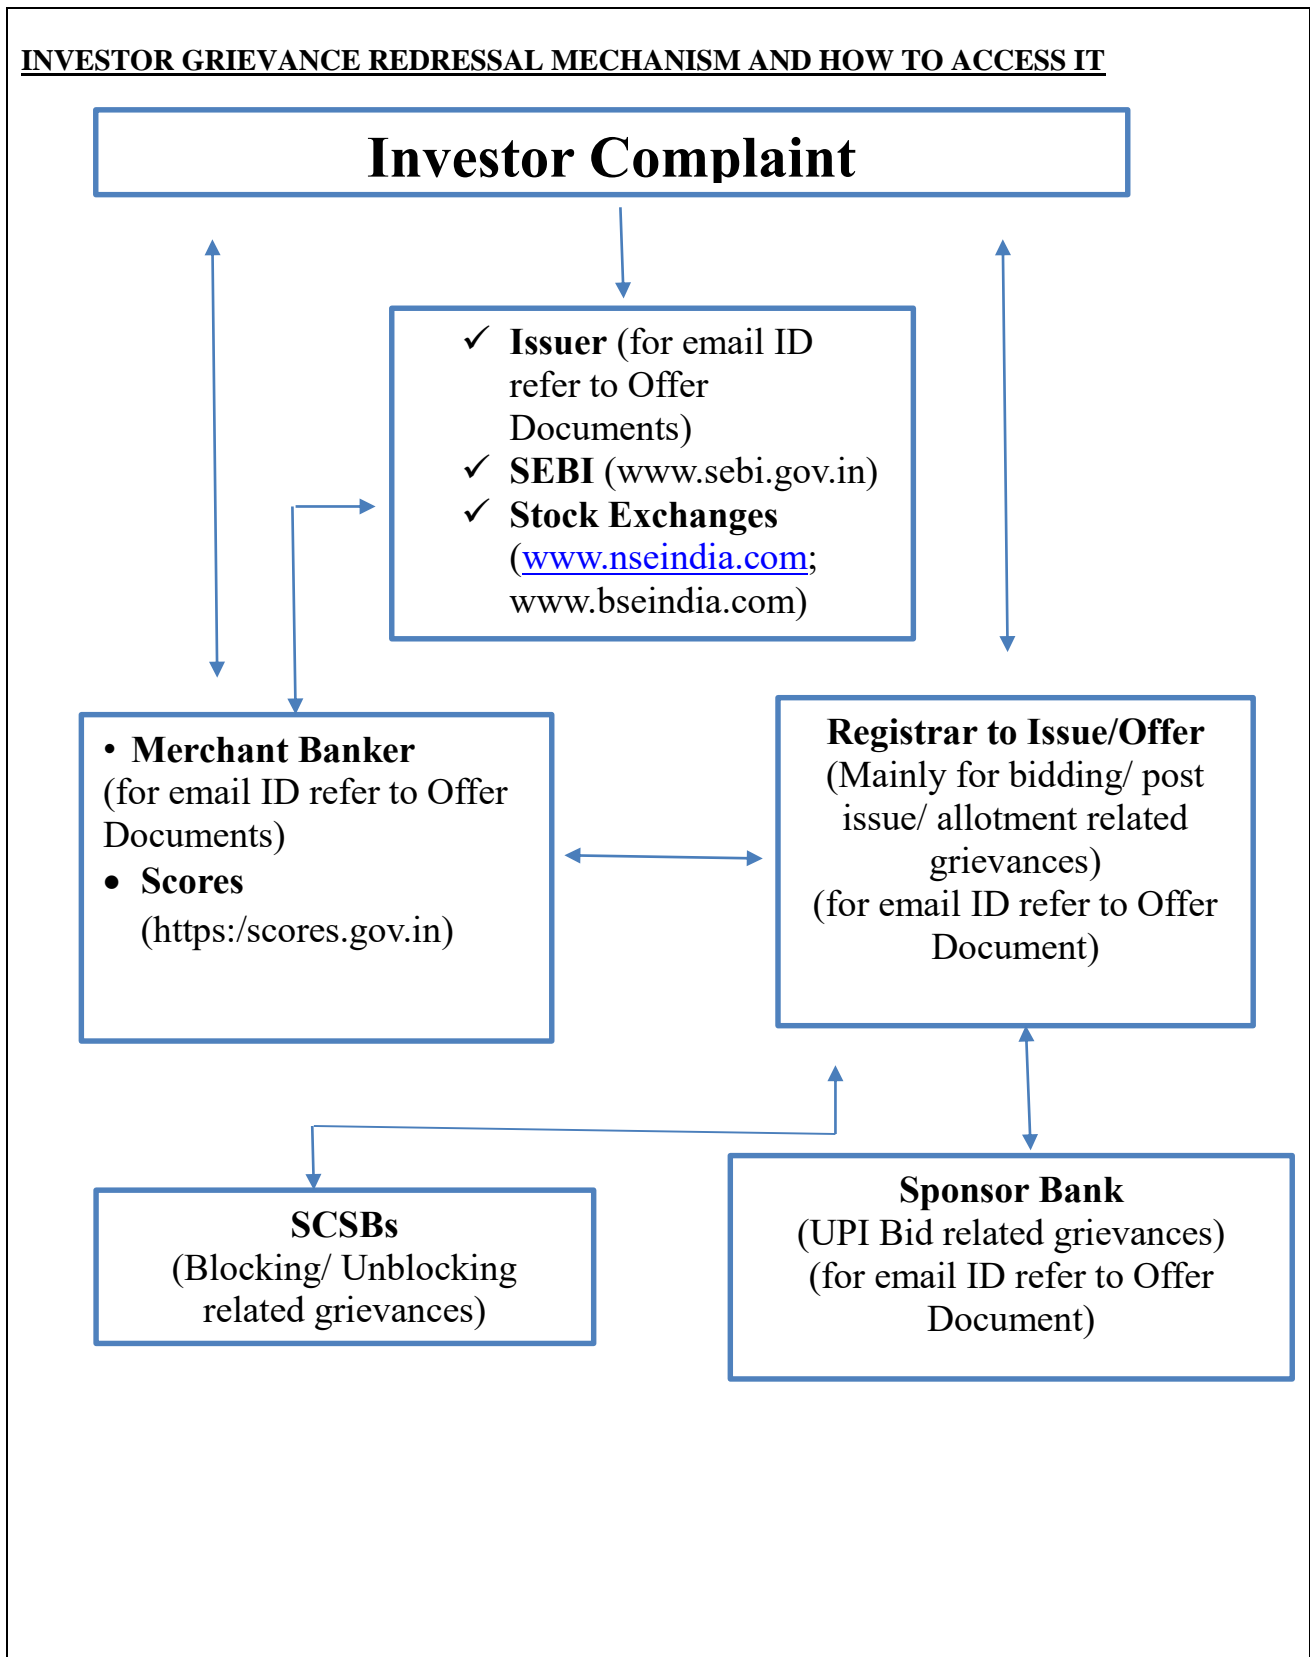 INVESTOR GRIEVANCE REDRESSAL MECHANISM AND HOW TO ACCESS IT
Investor Complaint
✓ Issuer (for email ID
refer to Offer
Documents)
✓ SEBI (www.sebi.gov.in)
✓ Stock Exchanges
(www.nseindia.com;
www.bseindia.com)
• Merchant Banker
(for email ID refer to Offer
Documents)
• Scores
(https:/scores.gov.in)
Registrar to Issue/Offer
(Mainly for bidding/ post
issue/ allotment related
grievances)
(for email ID refer to Offer
Document)
SCSBs
(Blocking/ Unblocking
related grievances)
Sponsor Bank
(UPI Bid related grievances)
(for email ID refer to Offer
Document)